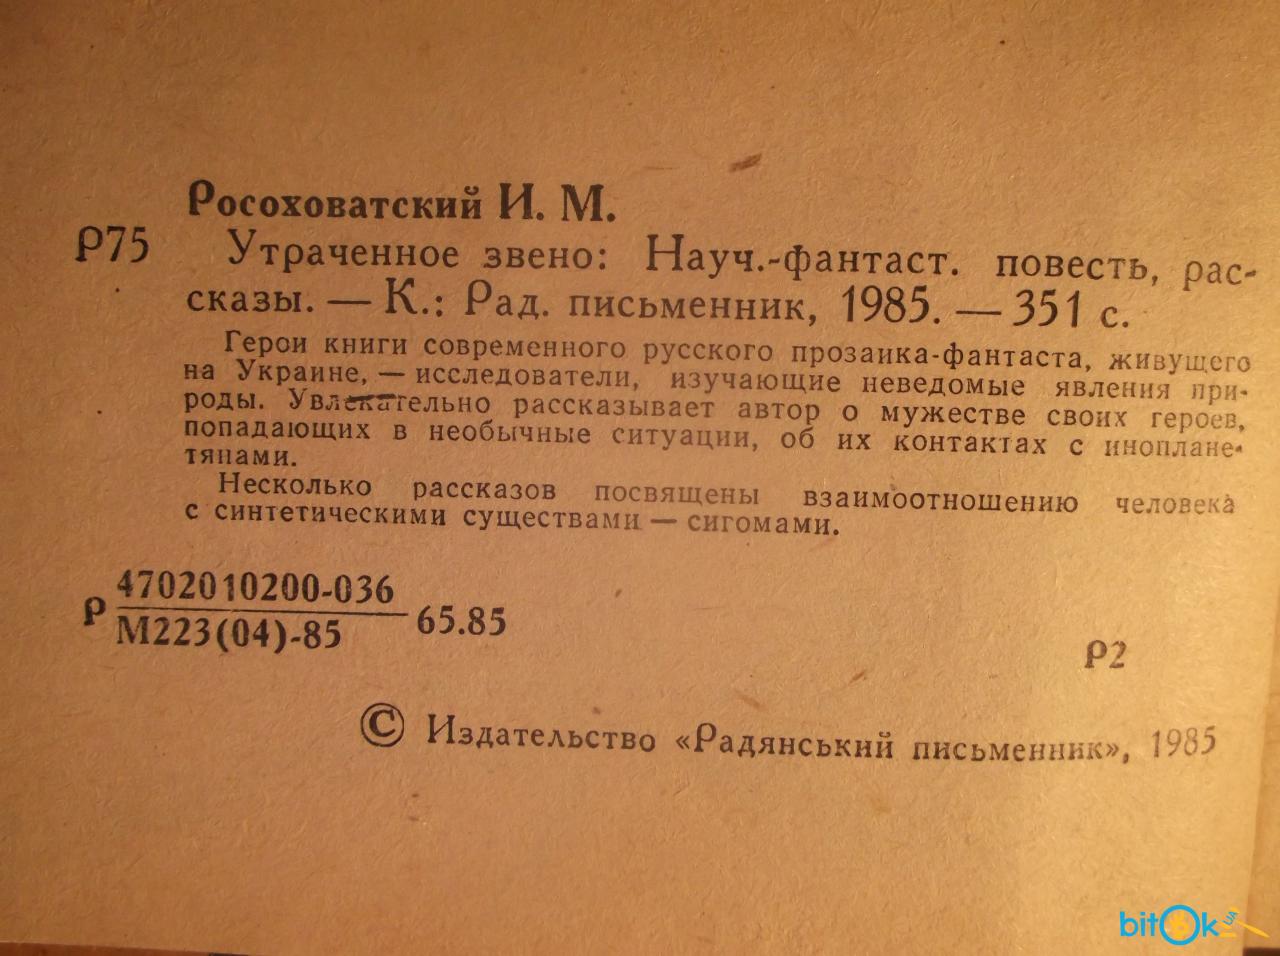 Росоховатский И. М.
Р75 Утраченное звено: Науч.-фантаст. повесть, рас-
сказы. — К.: Рад. письменник, 1985. — 351 с.
Герои книги современного русского прозаика-фантаста, живущего
на Украине, — исследователи, изучающие неведомые явления при-
роды. Увлекательно рассказывает автор о мужестве своих героев,
попадающих в необычные ситуации, об их контактах с инопланe-
тянами.
Несколько рассказов посвящены взаимоотношению человека
с синтетическими существами — сигомами.
4702010200-036
Р 65.85
М223(04)-85
Р2
© Издательство «Радянський письменник», 1985
bitOk UA